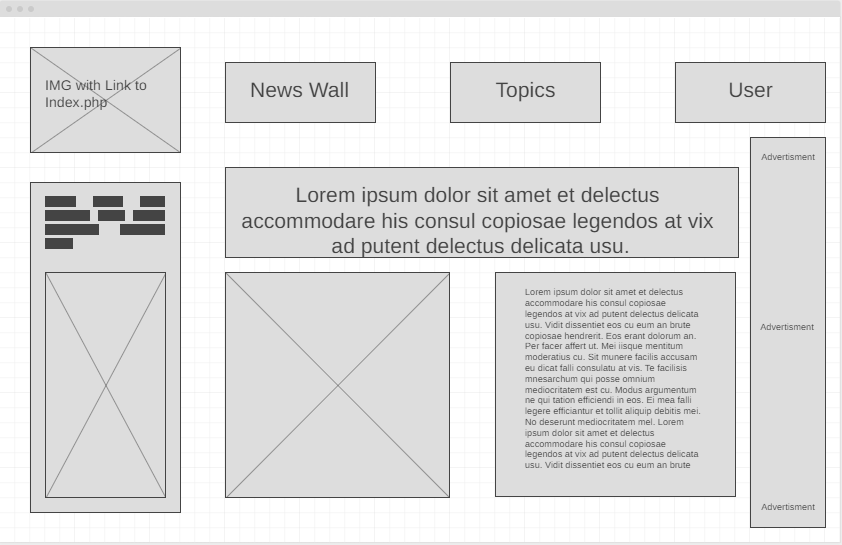 IMG with Link to
Index.php
News Wall
Topics
User
Lorem ipsum dolor sit amet et delectus
accommodare his consul copiosae legendos at vix
ad putent delectus delicata usu.
Lorem ipsum dolor sit amet et delectus
accommodare his consul copiosae
legendos at vix ad putent delectus delicata
usu. Vidit dissentiet eos cu eum an brute
copiosae hendrerit. Eos erant dolorum an.
Per facer affert ut. Mei iisque mentitum
moderatius cu. Sit munere facilis accusam
eu dicat falli consulatu at vis. Te facilisis
mnesarchum qui posse omnium
mediocritatem est cu. Modus argumentum
ne qui tation efficiendi in eos. Ei mea falli
legere efficiantur et tollit aliquip debitis mei.
No deserunt mediocritatem mel. Lorem
ipsum dolor sit amet et delectus
accommodare his consul copiosae
legendos at vix ad putent delectus delicata
usu. Vidit dissentiet eos cu eum an brute
Advertisment
Advertisment
Advertisment